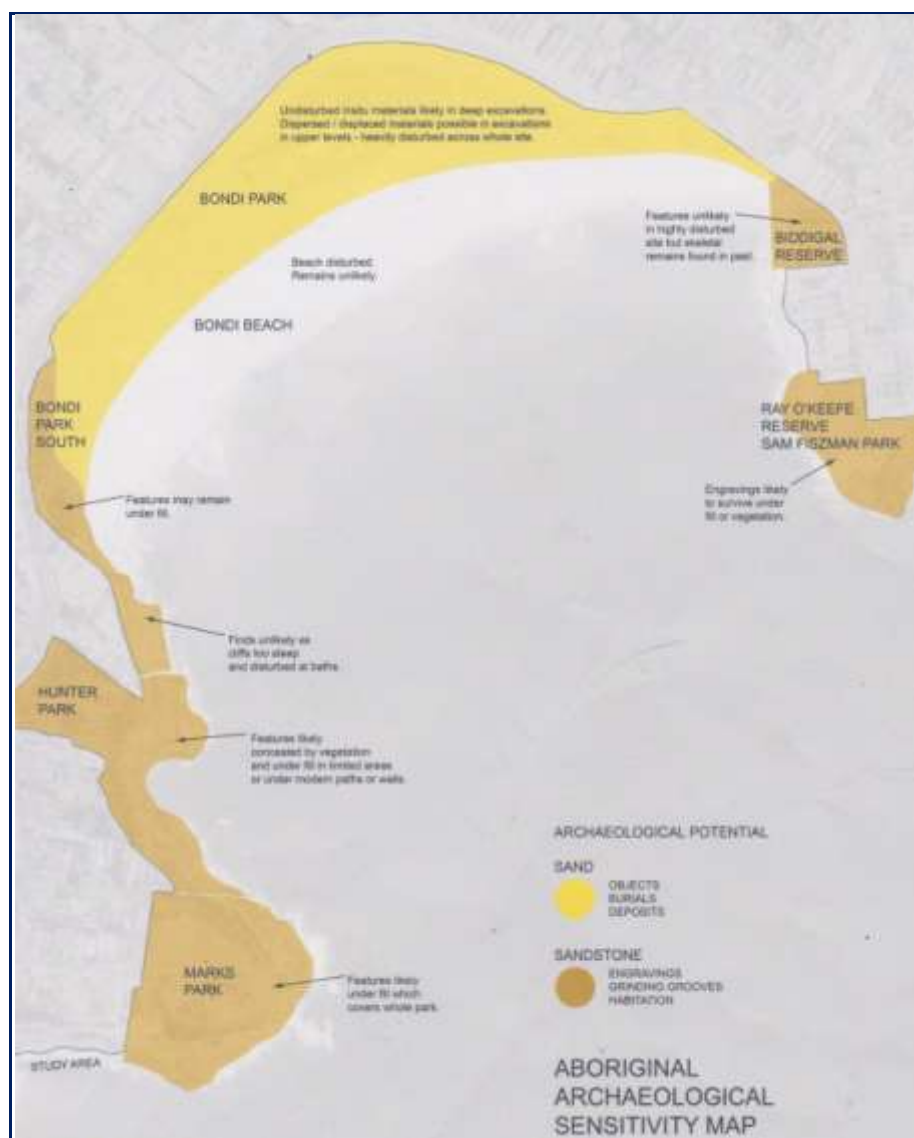 Undisturbed insitu materials likely in deep excavations.
Dispersed / displaced materials possible in excavations
in upper levels - heavily disturbed across whole site.
BONDI PARK
Features unlikely
in highly disturbed
site but skeletal
remains found in past.
BIDDIGAL
RESERVE
Beach disturbed.
Remains unlikely.
BONDI BEACH
BONDI
PARK
SOUTH
RAY O'KEEFE
RESERVE
SAM FISZMAN PARK
Features may remain
under fill.
Engravings likely
to survive under
fill or vegetation.
Finds unlikely as
cliffs too steep
and disturbed at baths.
HUNTER
PARK
Features likely
concealed by vegetation
and under fill in limited areas
or under modern paths or walls.
MARKS
PARK
Features likely
under fill which
covers whole park.
STUDY AREA
ARCHAEOLOGICAL POTENTIAL
SAND
OBJECTS
BURIALS
DEPOSITS
SANDSTONE
ENGRAVINGS
GRINDING GROOVES
HABITATION
ABORIGINAL
ARCHAEOLOGICAL
SENSITIVITY MAP